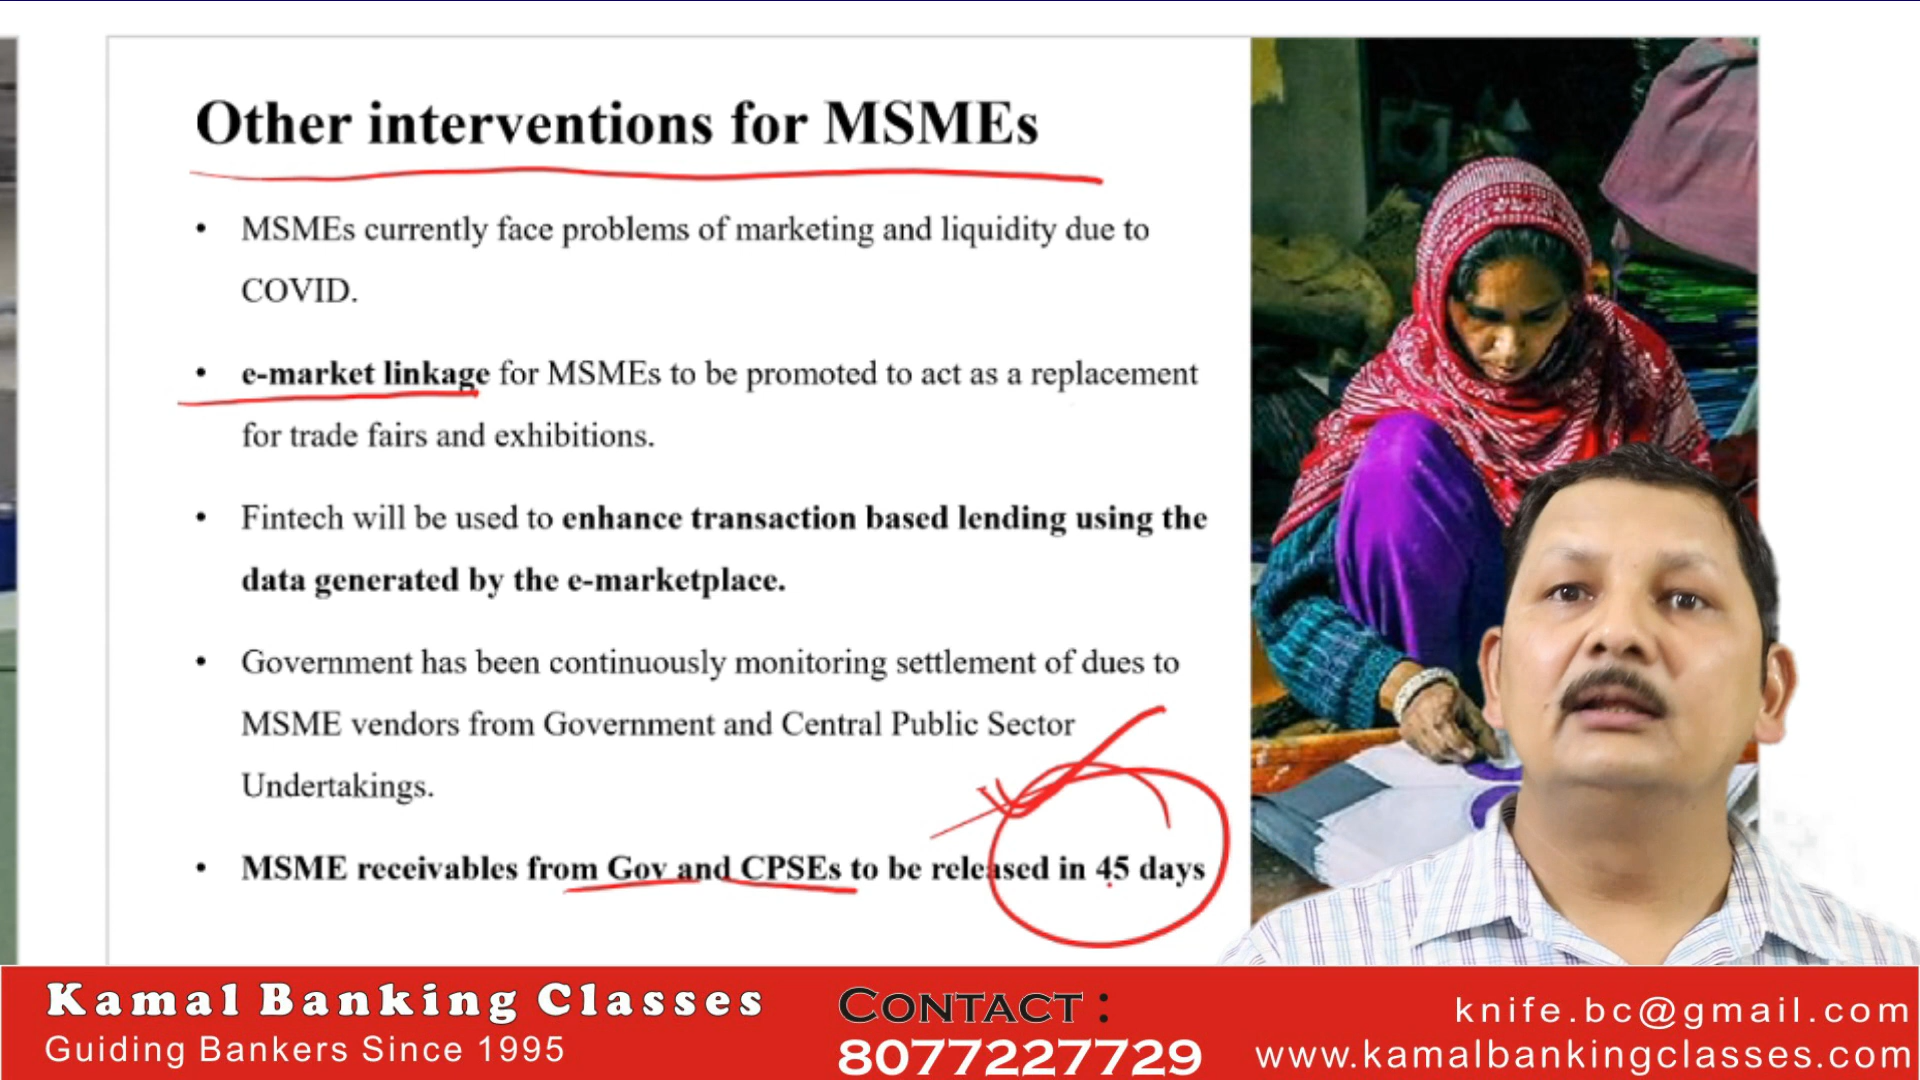 Other interventions for MSMEs
• MSMEs currently face problems of marketing and liquidity due to
COVID.
• e-market linkage for MSMEs to be promoted to act as a replacement
for trade fairs and exhibitions.
• Fintech will be used to enhance transaction based lending using the
data generated by the e-marketplace.
• Government has been continuously monitoring settlement of dues to
MSME vendors from Government and Central Public Sector
Undertakings.
• MSME receivables from Gov and CPSEs to be released in 45 days
Kamal Banking Classes
Guiding Bankers Since 1995
CONTACT :
8077227729
knife.bc@gmail.com
www.kamalbankingclasses.com